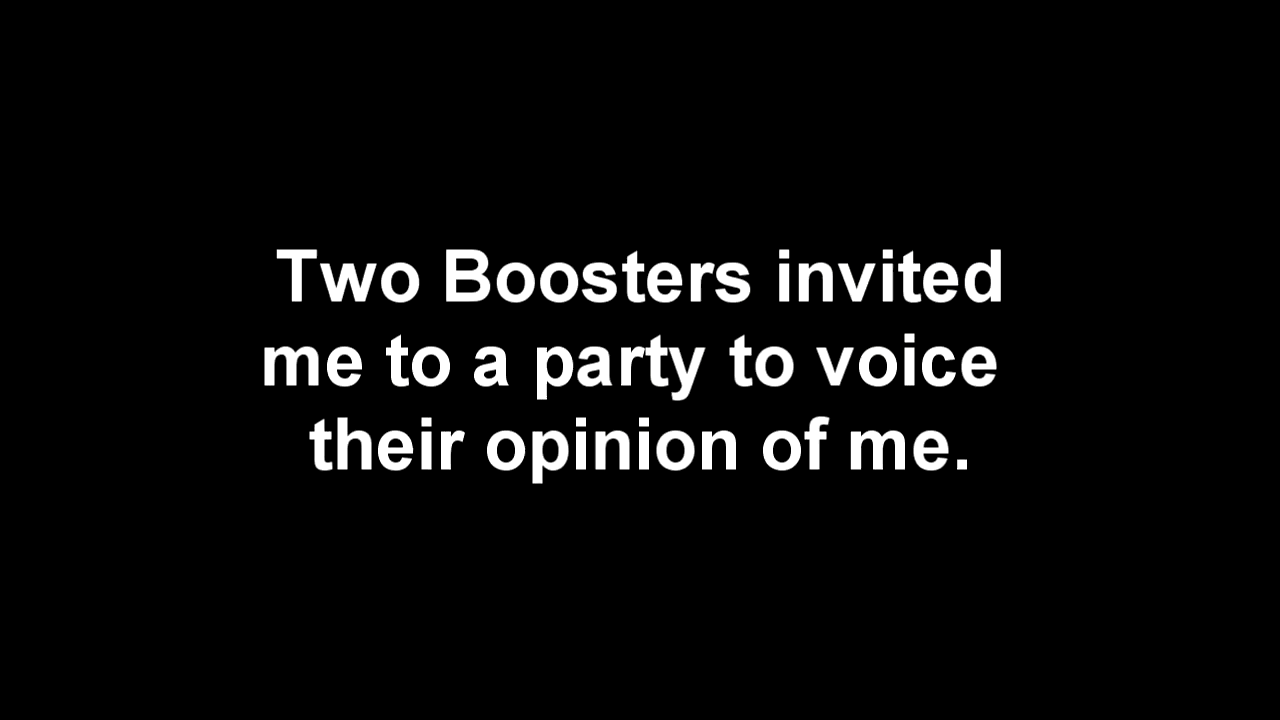 Two Boosters invited
me to a party to voice
their opinion of me.